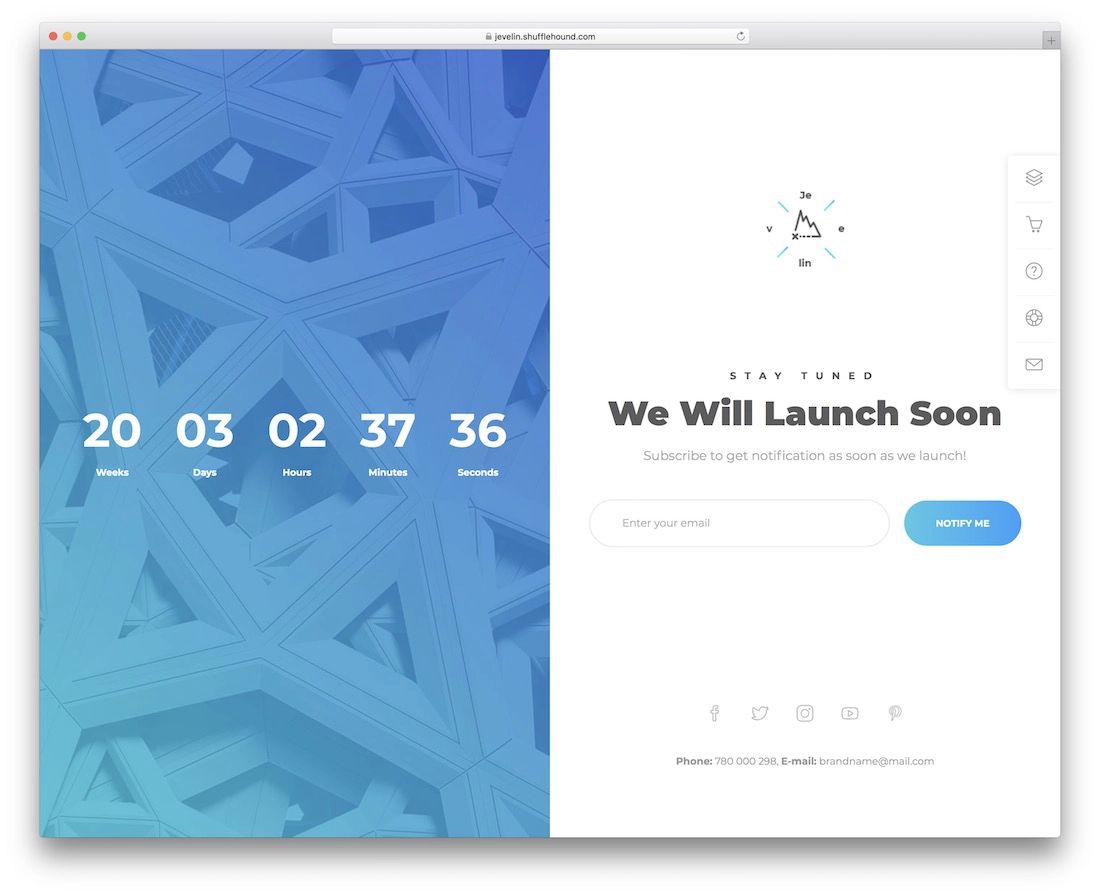 jevelin.shufflehound.com
Je
v e
lin
20 03 02 37 36
Weeks Days Hours Minutes Seconds
STAY TUNED
We Will Launch Soon
Subscribe to get notification as soon as we launch!
Enter your email
NOTIFY ME
Phone: 780 000 298, E-mail: brandname@mail.com